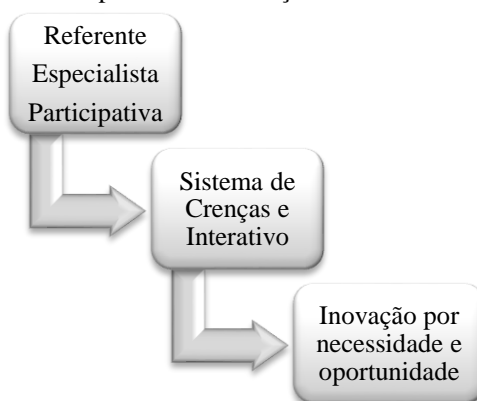 Referente
Especialista
Participativa
Sistema de
Crenças e
Interativo
Inovação por
necessidade e
oportunidade